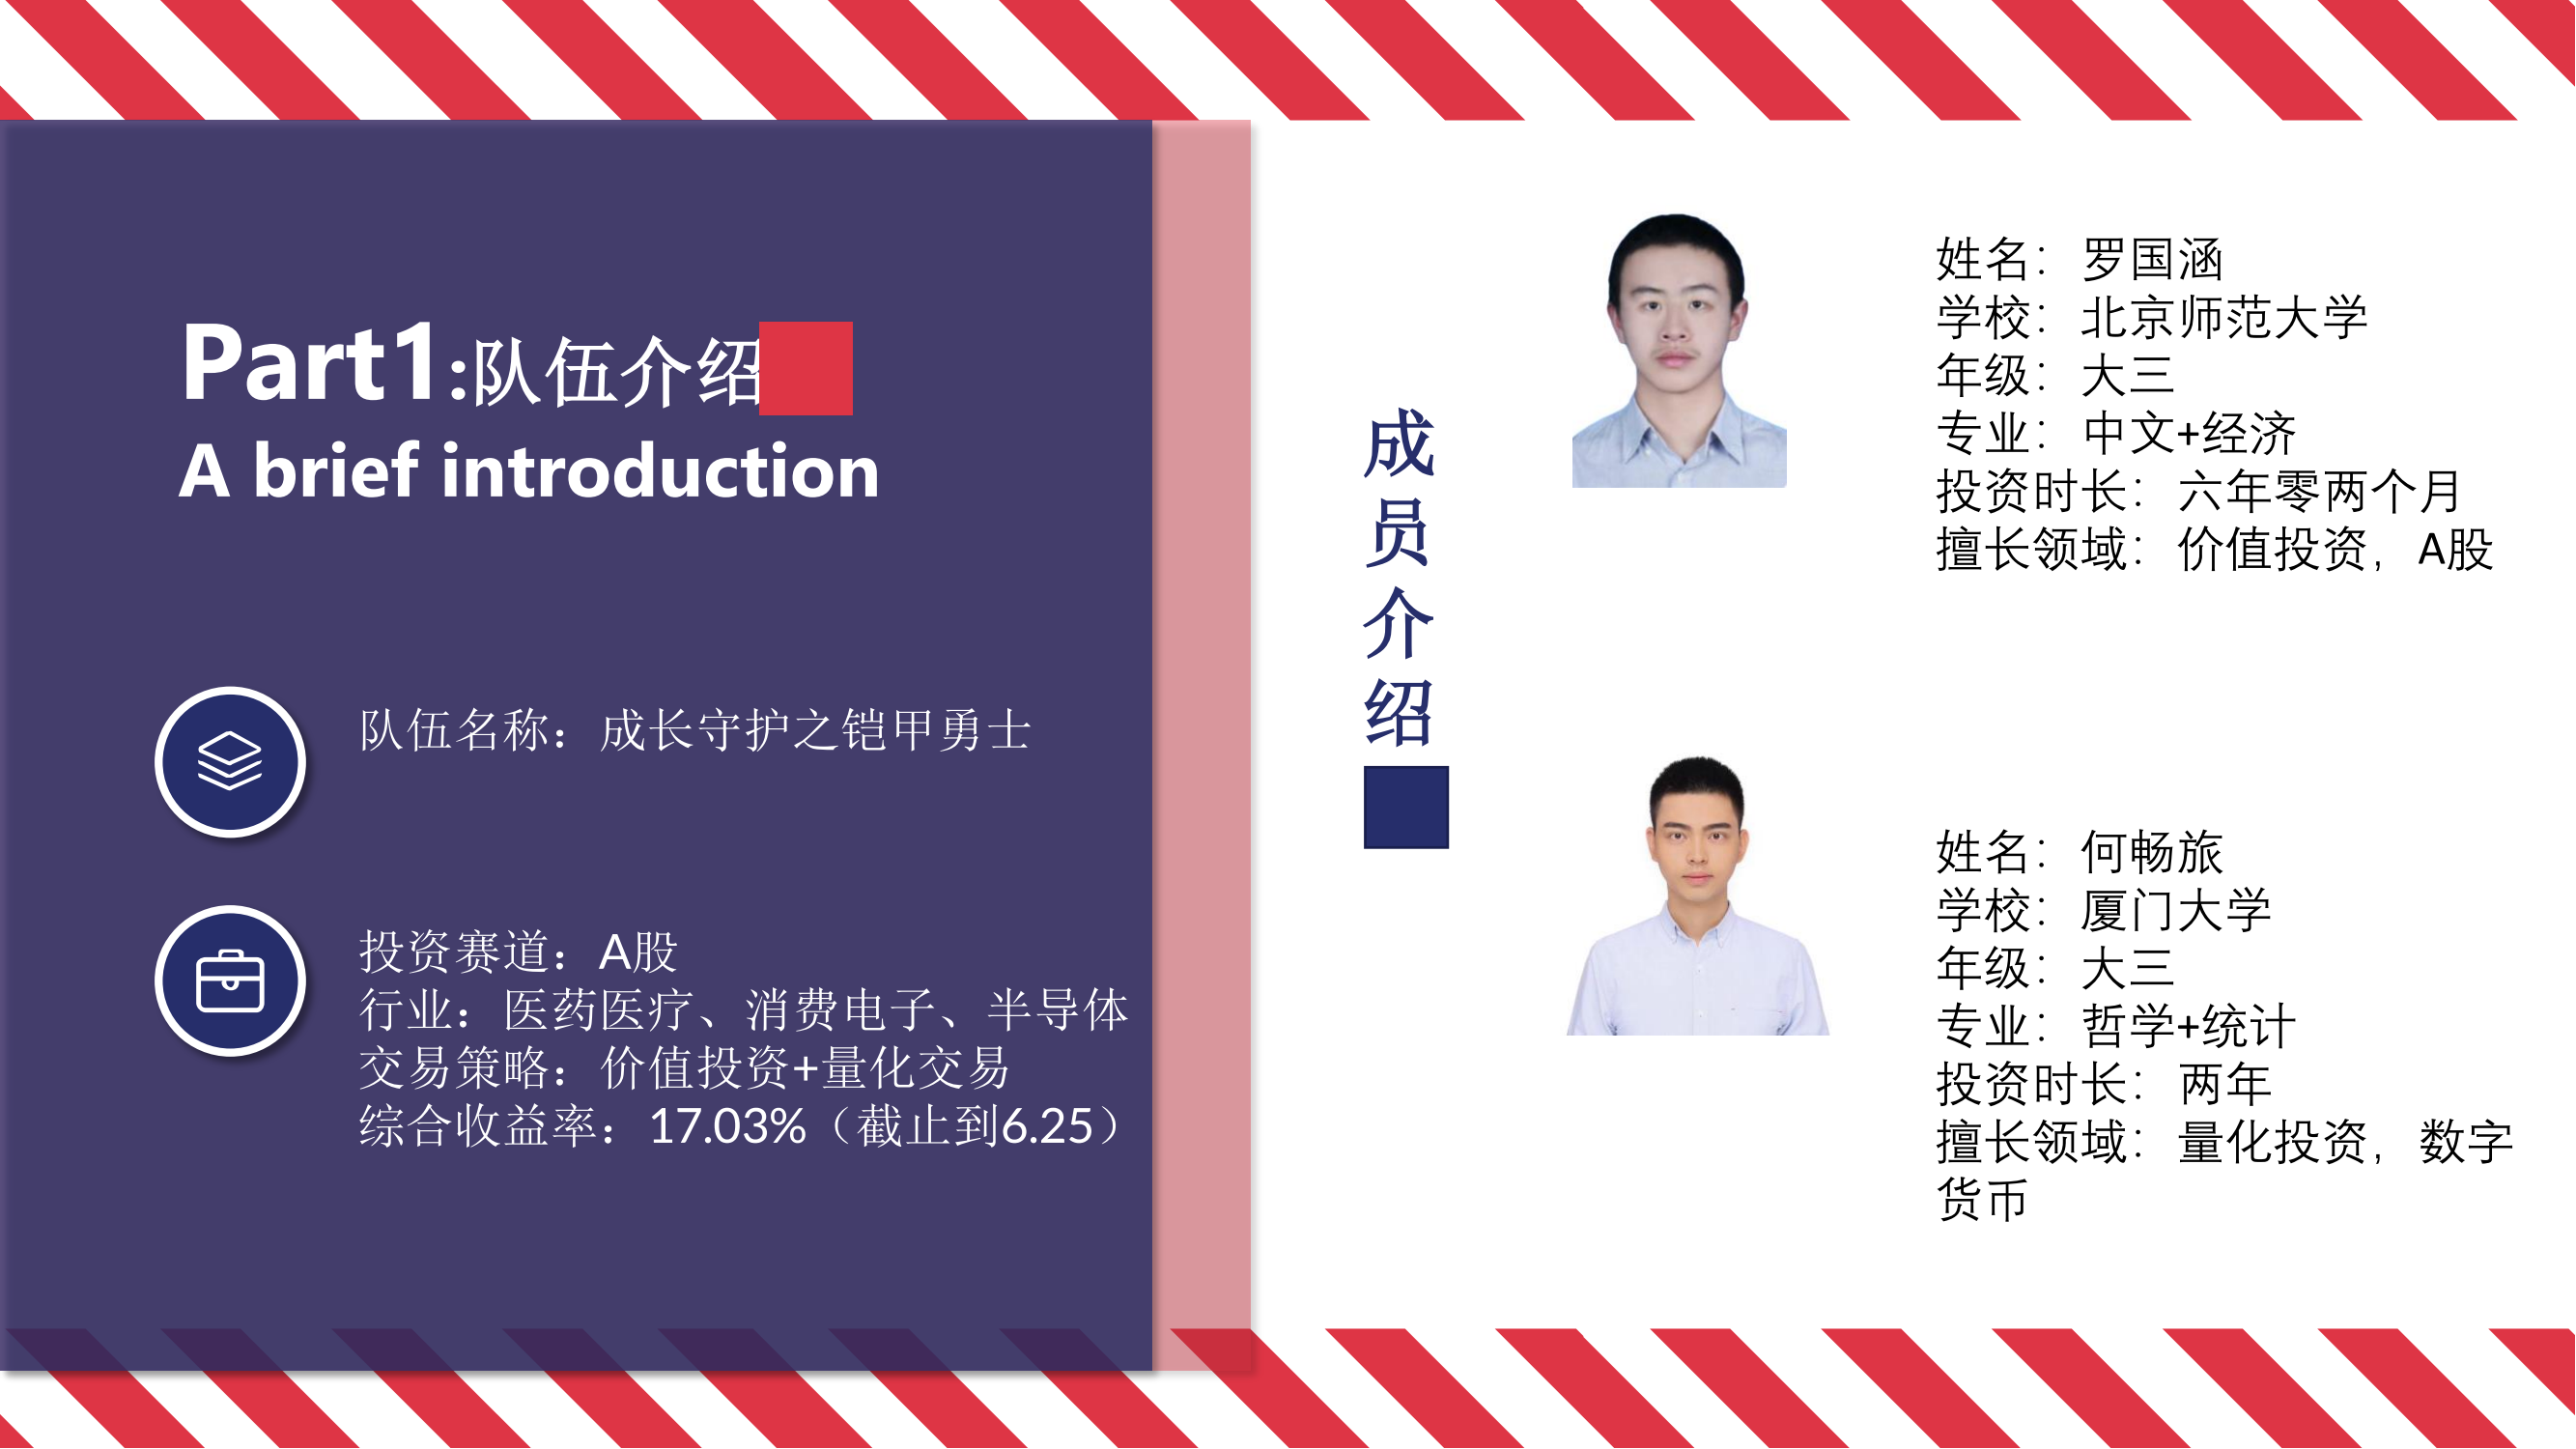 Part1:队伍介绍
A brief introduction
队伍名称：成长守护之铠甲勇士
投资赛道：A股
行业：医药医疗、消费电子、半导体
交易策略：价值投资+量化交易
综合收益率：17.03%（截止到6.25）
成
员
介
绍
姓名：罗国涵
学校：北京师范大学
年级：大三
专业：中文+经济
投资时长：六年零两个月
擅长领域：价值投资，A股
姓名：何畅旅
学校：厦门大学
年级：大三
专业：哲学+统计
投资时长：两年
擅长领域：量化投资，数字
货币